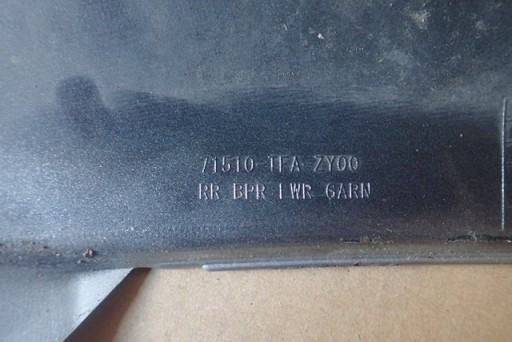 71510-TFA-ZY00
RR BPR LWR GARN